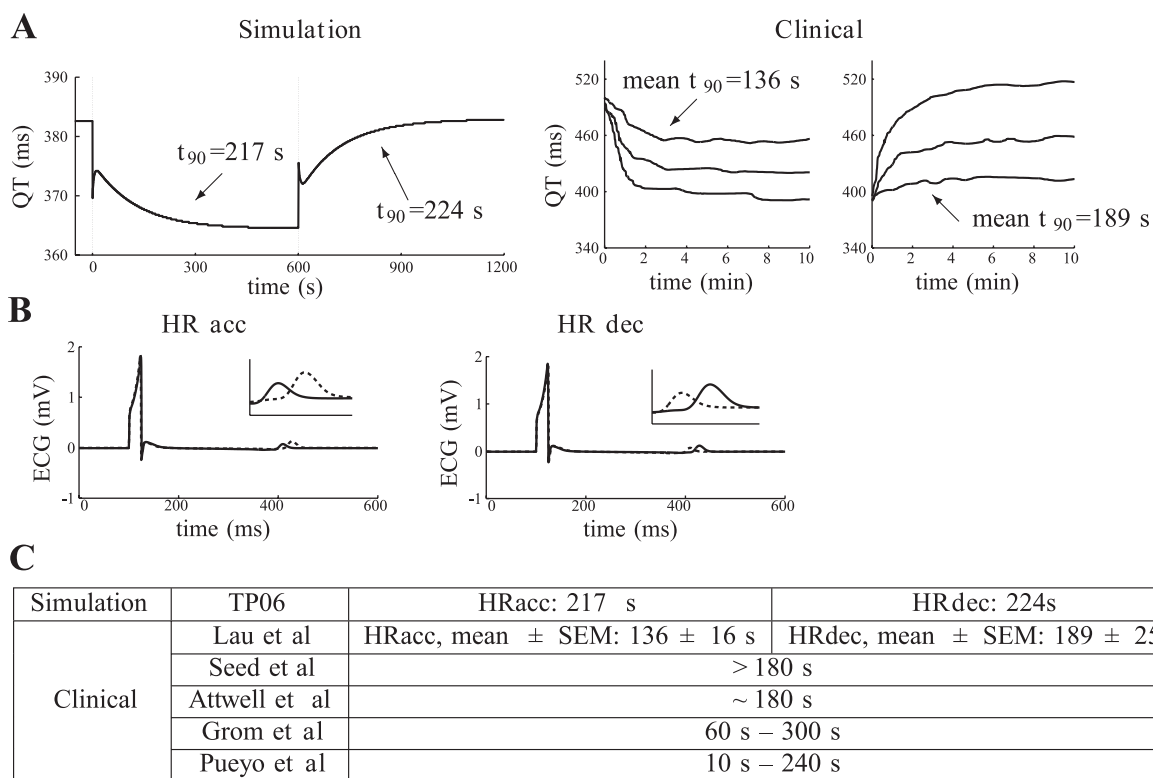 A
Simulation
Clinical
QT (ms)
390
380
370
360
t90=217 s
t90=224 s
0 300 600 900 1200
time (s)
QT (ms)
520
460
400
340
mean t 90=136 s
0 2 4 6 8 10
time (min)
520
460
400
340
mean t 90=189 s
0 2 4 6 8 10
time (min)
B
HR acc
HR dec
ECG (mV)
2
1
0
-1
0 200 400 600
time (ms)
ECG (mV)
2
1
0
-1
0 200 400 600
time (ms)
C
Simulation TP06 HRacc: 217 s HRdec: 224s
Clinical
Lau et al HRacc, mean ± SEM: 136 ± 16 s HRdec, mean ± SEM: 189 ± 25
Seed et al > 180 s
Attwell et al ~ 180 s
Grom et al 60 s – 300 s
Pueyo et al 10 s – 240 s